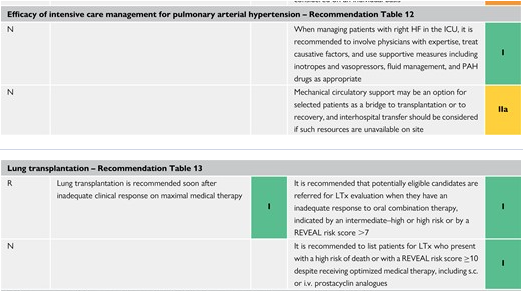 Efficacy of intensive care management for pulmonary arterial hypertension – Recommendation Table 12
N
When managing patients with right HF in the ICU, it is
recommended to involve physicians with expertise, treat
causative factors, and use supportive measures including
inotropes and vasopressors, fluid management, and PAH
drugs as appropriate
I
N
Mechanical circulatory support may be an option for
selected patients as a bridge to transplantation or to
recovery, and interhospital transfer should be considered
if such resources are unavailable on site
IIa
Lung transplantation – Recommendation Table 13
R
Lung transplantation is recommended soon after
inadequate clinical response on maximal medical therapy
I
It is recommended that potentially eligible candidates are
referred for LTx evaluation when they have an
inadequate response to oral combination therapy,
indicated by an intermediate–high or high risk or by a
REVEAL risk score >7
I
N
It is recommended to list patients for LTx who present
with a high risk of death or with a REVEAL risk score ≥10
despite receiving optimized medical therapy, including s.c.
or i.v. prostacyclin analogues
I